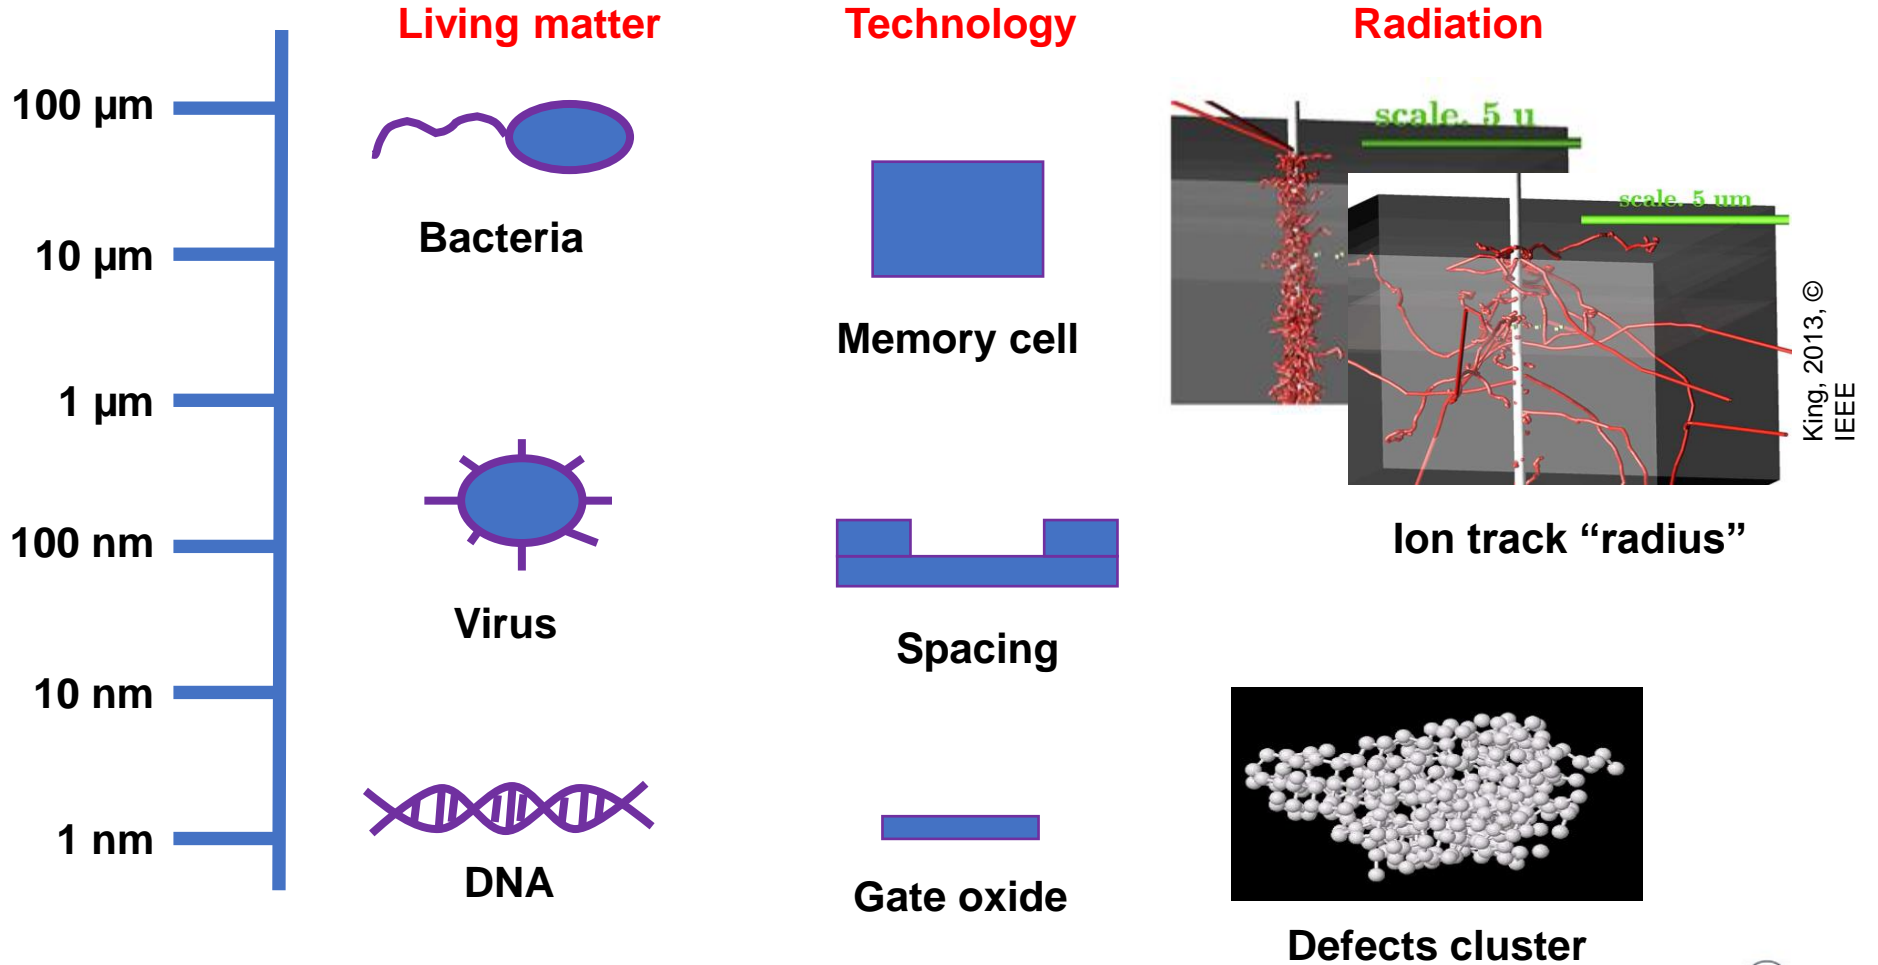 Living matter
Technology
Radiation
100 µm
10 µm
1 µm
100 nm
10 nm
1 nm
Bacteria
Virus
DNA
Memory cell
Spacing
Gate oxide
scale. 5 u
scale. 5 um
King, 2013, ©
IEEE
Ion track “radius”
Defects cluster